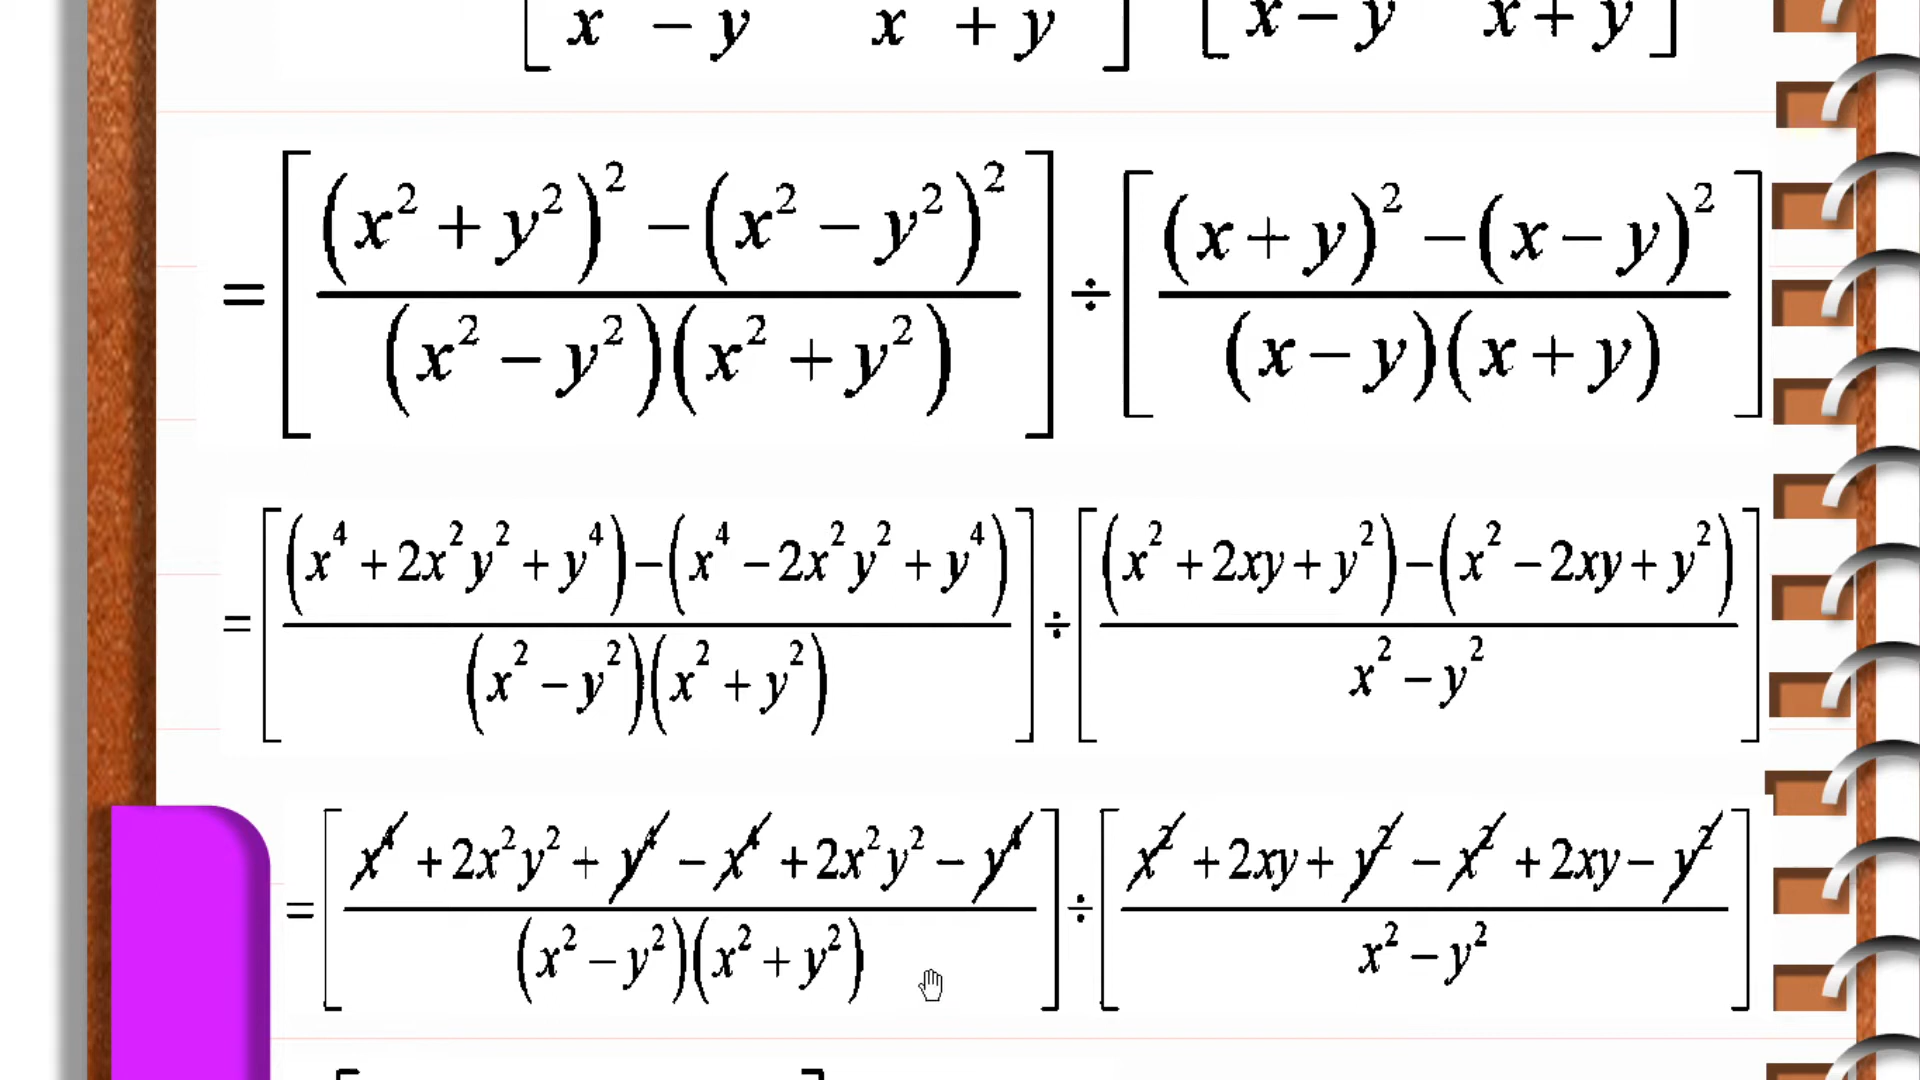 [ x − y   x + y ] [ x − y   x + y ]
= [ ((x² + y²)² − (x² − y²)²) / ((x² − y²)(x² + y²)) ] ÷ [ ((x + y)² − (x − y)²) / ((x − y)(x + y)) ]
= [ ((x⁴ + 2x²y² + y⁴) − (x⁴ − 2x²y² + y⁴)) / ((x² − y²)(x² + y²)) ] ÷ [ ((x² + 2xy + y²) − (x² − 2xy + y²)) / (x² − y²) ]
= [ (x⁴ + 2x²y² + y⁴ − x⁴ + 2x²y² − y⁴) / ((x² − y²)(x² + y²)) ] ÷ [ (x² + 2xy + y² − x² + 2xy − y²) / (x² − y²) ]